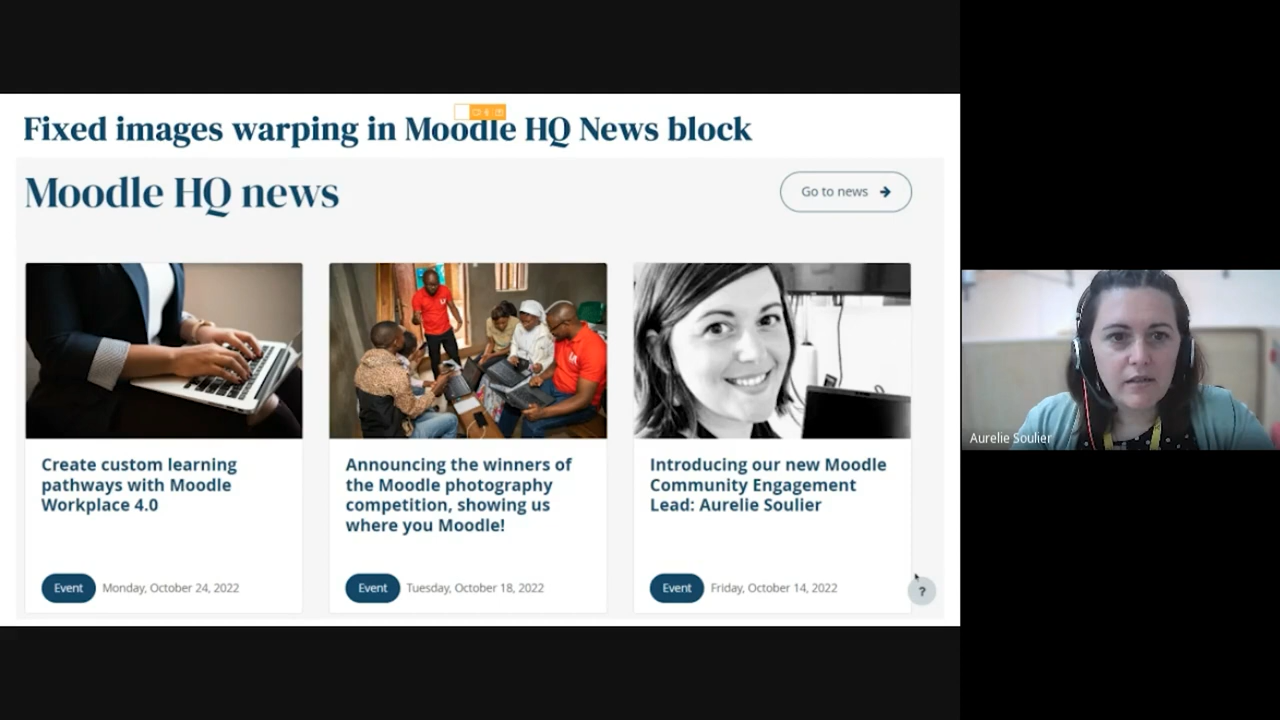 Fixed images warping in Moodle HQ News block
Moodle HQ news
Go to news
Create custom learning
pathways with Moodle
Workplace 4.0
Event Monday, October 24, 2022
Announcing the winners of
the Moodle photography
competition, showing us
where you Moodle!
Event Tuesday, October 18, 2022
Introducing our new Moodle
Community Engagement
Lead: Aurelie Soulier
Event Friday, October 14, 2022
?
Aurelie Soulier